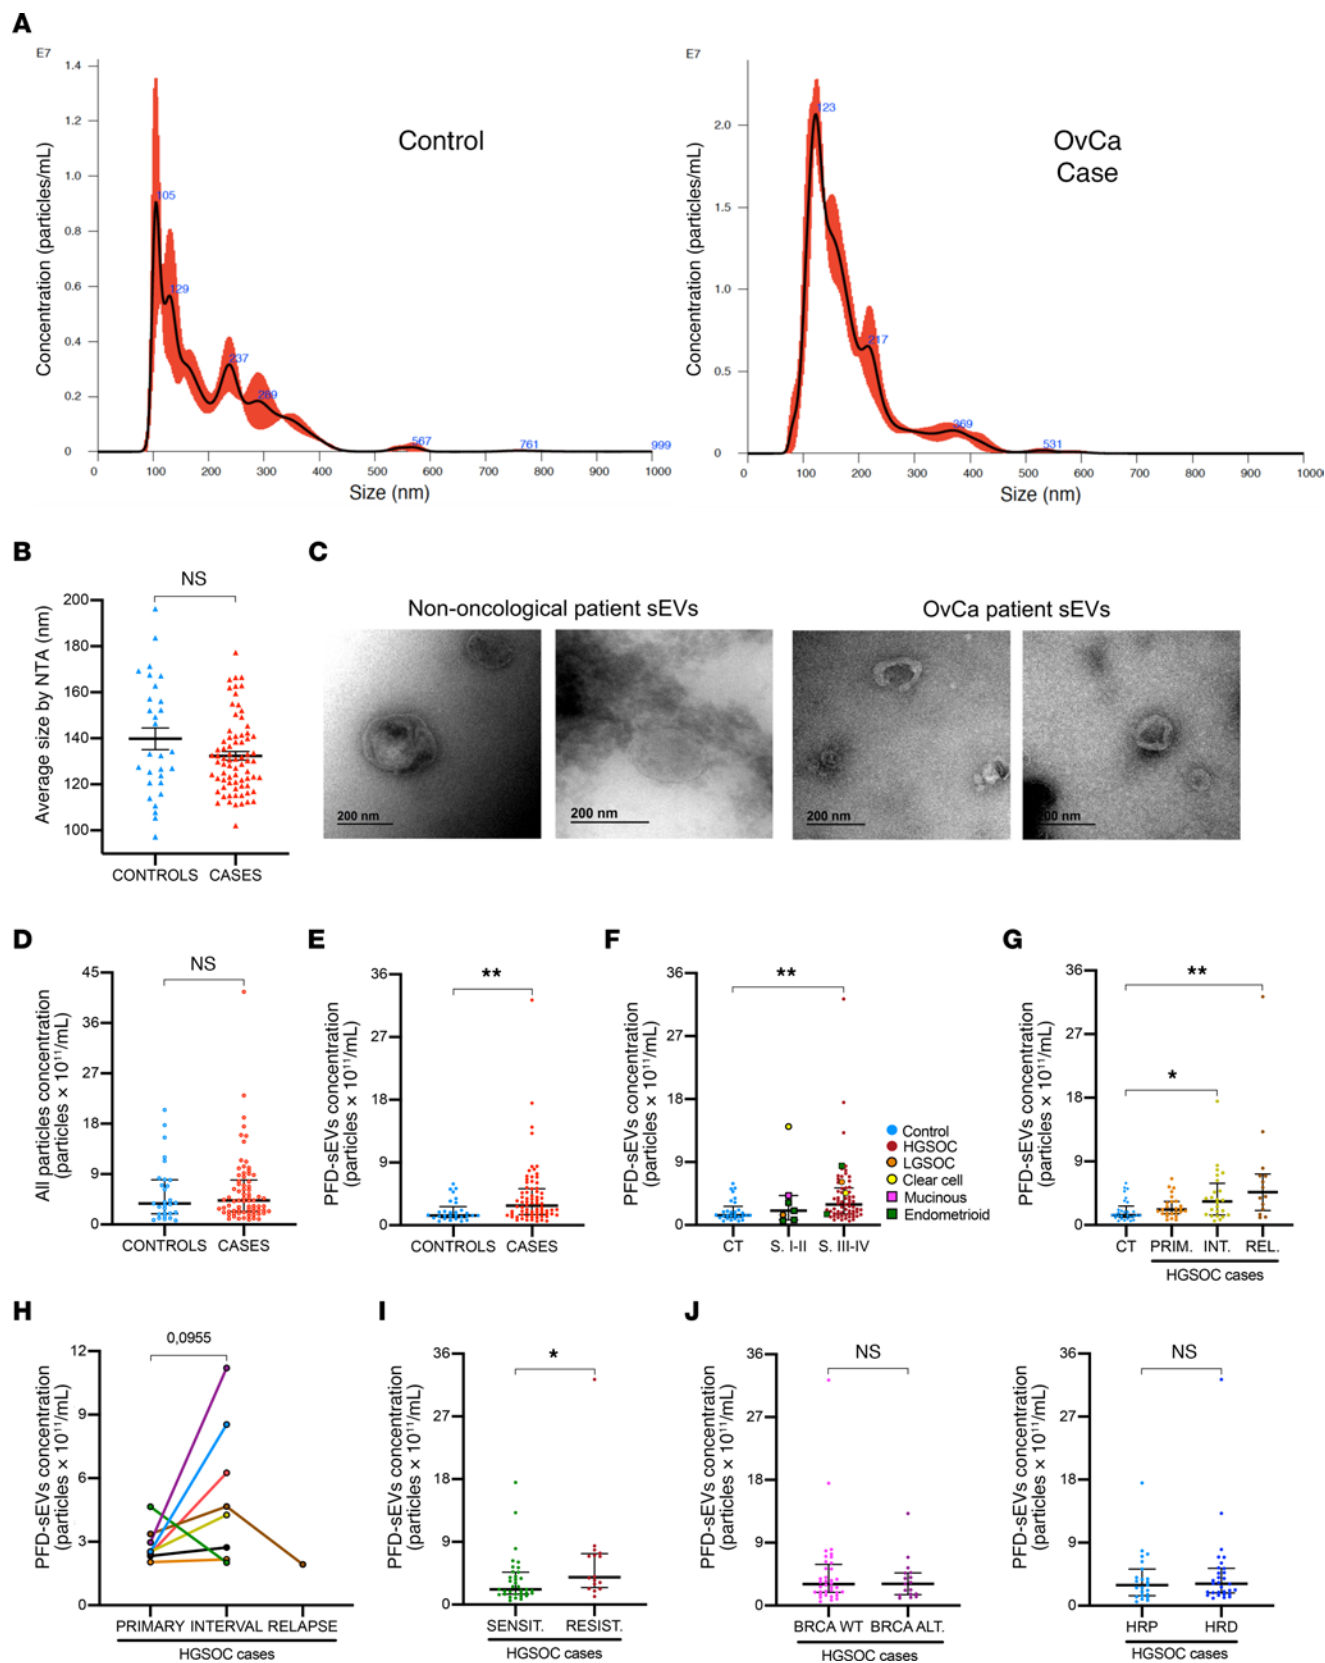 A
E7
1.4
1.2
1.0
0.8
0.6
0.4
0.2
0
Concentration (particles/mL)
Control
105
129
237
289
567
761
999
0 100 200 300 400 500 600 700 800 900 1000
Size (nm)
E7
2.0
1.5
1.0
0.5
0
Concentration (particles/mL)
OvCa
Case
123
217
369
531
0 100 200 300 400 500 600 700 800 900 1000
Size (nm)
B
NS
200
180
160
140
120
100
Average size by NTA (nm)
CONTROLS CASES
C
Non-oncological patient sEVs
OvCa patient sEVs
200 nm
200 nm
200 nm
200 nm
D
NS
45
36
27
18
9
0
All particles concentration
(particles × 10¹¹/mL)
CONTROLS CASES
E
**
36
27
18
9
0
PFD-sEVs concentration
(particles × 10¹¹/mL)
CONTROLS CASES
F
**
36
27
18
9
0
PFD-sEVs concentration
(particles × 10¹¹/mL)
CT S. I-II S. III-IV
Control
HGSOC
LGSOC
Clear cell
Mucinous
Endometrioid
G
**
*
36
27
18
9
0
PFD-sEVs concentration
(particles × 10¹¹/mL)
CT PRIM. INT. REL.
HGSOC cases
H
0,0955
12
9
6
3
0
PFD-sEVs concentration
(particles × 10¹¹/mL)
PRIMARY INTERVAL RELAPSE
HGSOC cases
I
*
36
27
18
9
0
PFD-sEVs concentration
(particles × 10¹¹/mL)
SENSIT. RESIST.
HGSOC cases
J
NS
36
27
18
9
0
PFD-sEVs concentration
(particles × 10¹¹/mL)
BRCA WT BRCA ALT.
HGSOC cases
NS
36
27
18
9
0
PFD-sEVs concentration
(particles × 10¹¹/mL)
HRP HRD
HGSOC cases